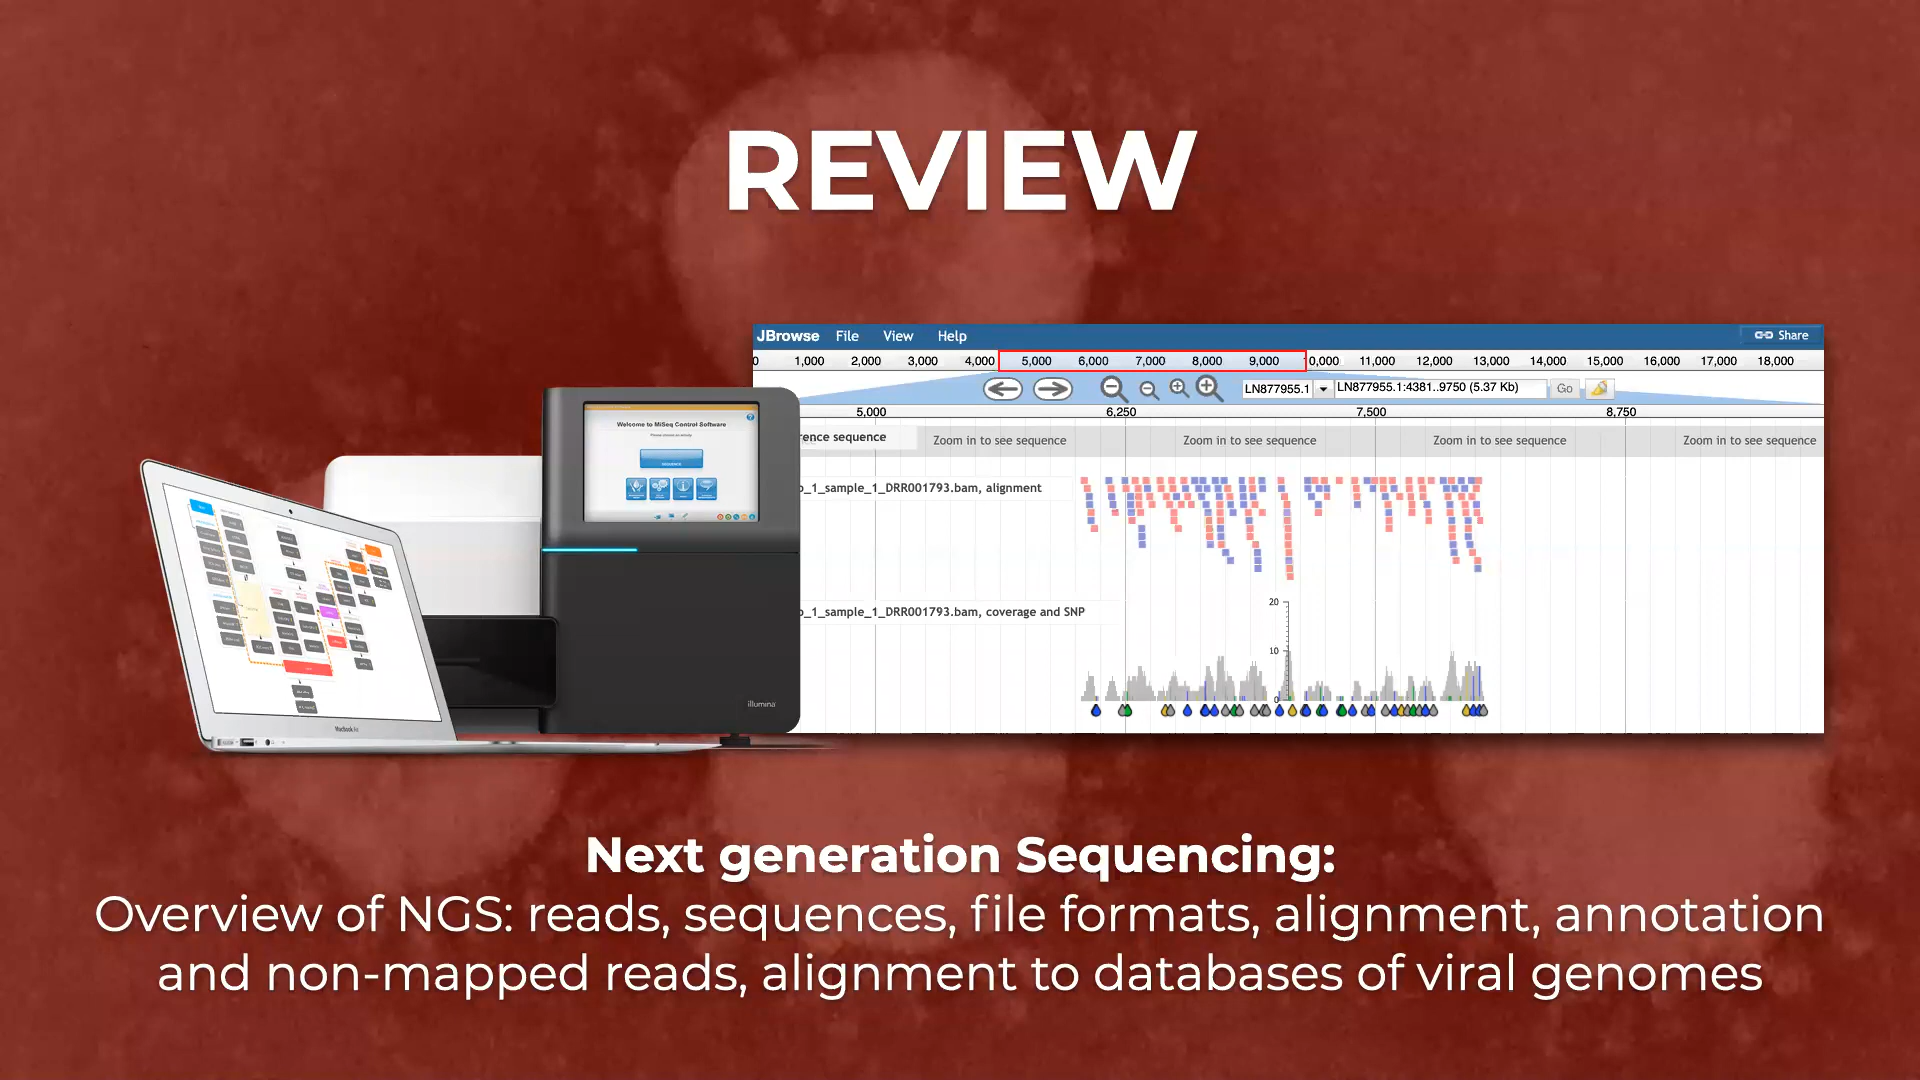 REVIEW
JBrowse File View Help Share
0 1,000 2,000 3,000 4,000 5,000 6,000 7,000 8,000 9,000 0,000 11,000 12,000 13,000 14,000 15,000 16,000 17,000 18,000
LN877955.1 LN877955.1:4381..9750 (5.37 Kb) Go
5,000 6,250 7,500 8,750
rence sequence Zoom in to see sequence Zoom in to see sequence Zoom in to see sequence Zoom in to see sequence
o_1_sample_1_DRR001793.bam, alignment
o_1_sample_1_DRR001793.bam, coverage and SNP
20
10
0
Welcome to MiSeq Control Software
SEQUENCE
illumina
MacBook Air
Next generation Sequencing:
Overview of NGS: reads, sequences, file formats, alignment, annotation
and non-mapped reads, alignment to databases of viral genomes